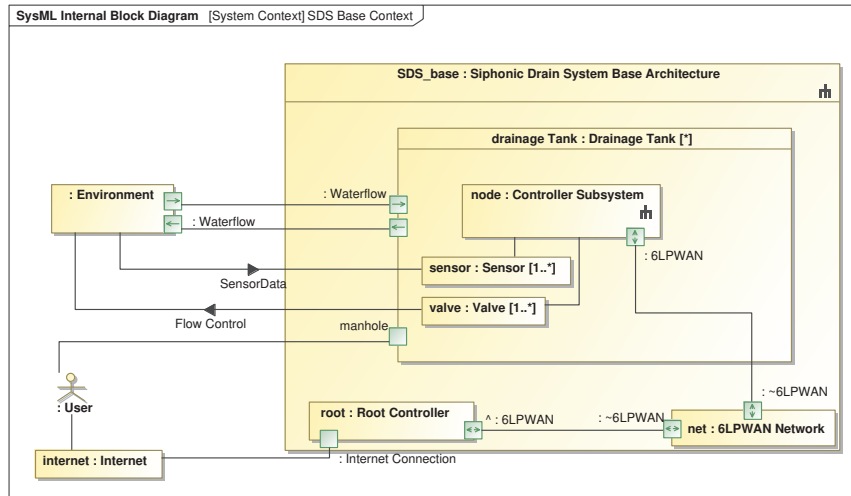 SysML Internal Block Diagram [System Context] SDS Base Context
SDS_base : Siphonic Drain System Base Architecture
drainage Tank : Drainage Tank [*]
: Environment
: Waterflow
node : Controller Subsystem
: Waterflow
: 6LPWAN
sensor : Sensor [1..*]
SensorData
valve : Valve [1..*]
Flow Control
manhole
: ~6LPWAN
: User
root : Root Controller
^ : 6LPWAN
: ~6LPWAN
net : 6LPWAN Network
internet : Internet
: Internet Connection